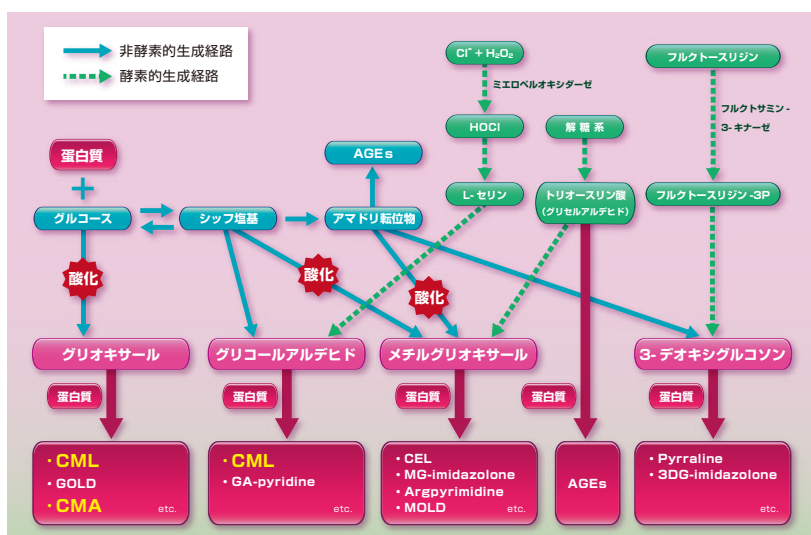 非酵素的生成経路
酵素的生成経路
Cl⁻ + H₂O₂
ミエロペルオキシダーゼ
HOCl
L- セリン
解 糖 系
トリオースリン酸
(グリセルアルデヒド)
フルクトースリジン
フルクトサミン -
3- キナーゼ
フルクトースリジン -3P
蛋白質
+
グルコース
シッフ塩基
アマドリ転位物
AGEs
酸化
酸化
酸化
グリオキサール
グリコールアルデヒド
メチルグリオキサール
3- デオキシグルコソン
蛋白質
蛋白質
蛋白質
蛋白質
蛋白質
・CML
・GOLD
・CMA
etc.
・CML
・GA-pyridine
etc.
・CEL
・MG-imidazolone
・Argpyrimidine
・MOLD
etc.
AGEs
・Pyrraline
・3DG-imidazolone
etc.